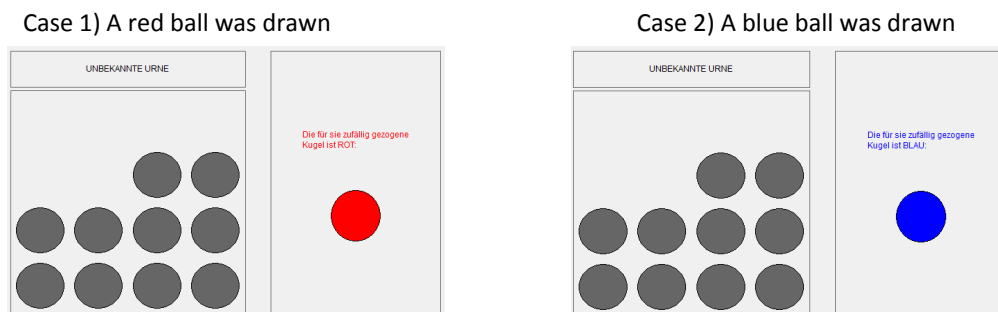 Case 1) A red ball was drawn
UNBEKANNTE URNE
Die für sie zufällig gezogene
Kugel ist ROT:
Case 2) A blue ball was drawn
UNBEKANNTE URNE
Die für sie zufällig gezogene
Kugel ist BLAU: